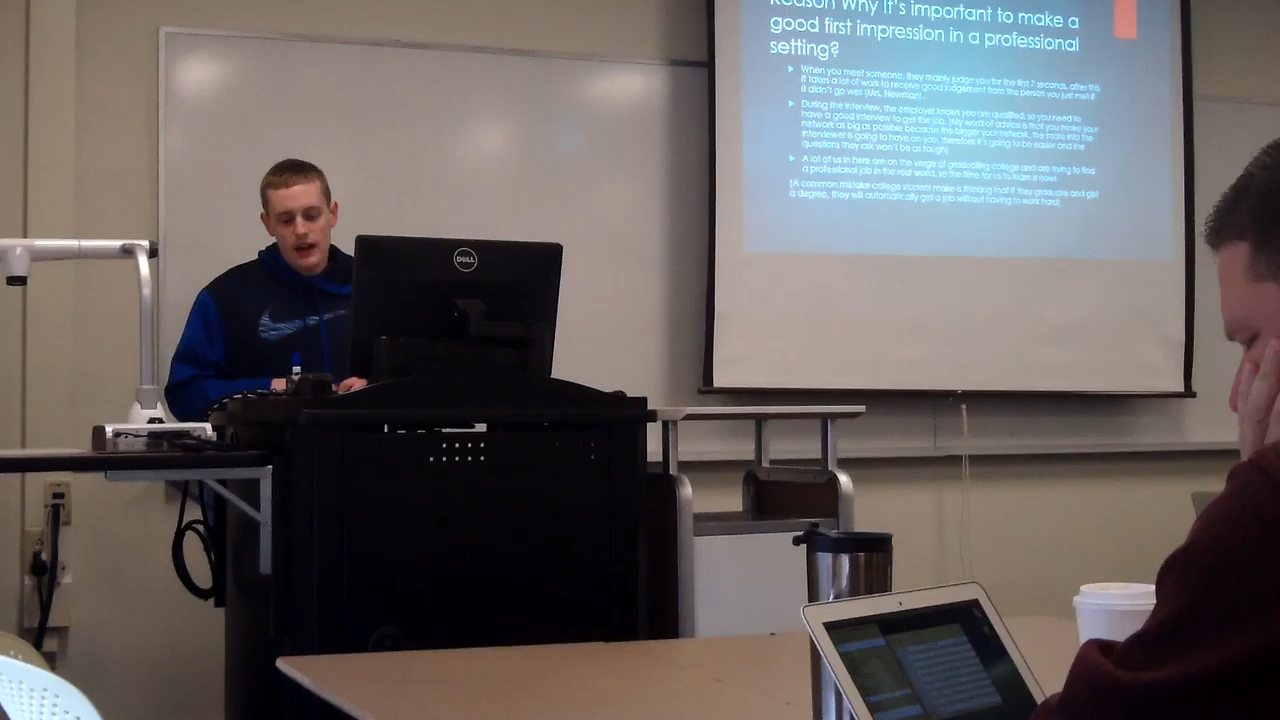 Reason Why It's important to make a
good first impression in a professional
setting?
When you meet someone, they mainly judge you for the first 7 seconds, after this
it takes a lot of work to receive good judgement from the person you just met if
it didn't go well (Mrs. Newman).
During the interview, the employer knows you are qualified, so you need to
have a good interview to get the job. (My word of advice is that you make your
network as big as possible because the bigger your network, the more into the
interviewer is going to have on you, therefore it's going to be easier and the
questions they ask won't be as tough)
A lot of us in here are on the verge of graduating college and are trying to find
a professional job in the real world, so the time for us to learn is now!
(A common mistake college student make is thinking that if they graduate and get
a degree, they will automatically get a job without having to work hard)
DELL